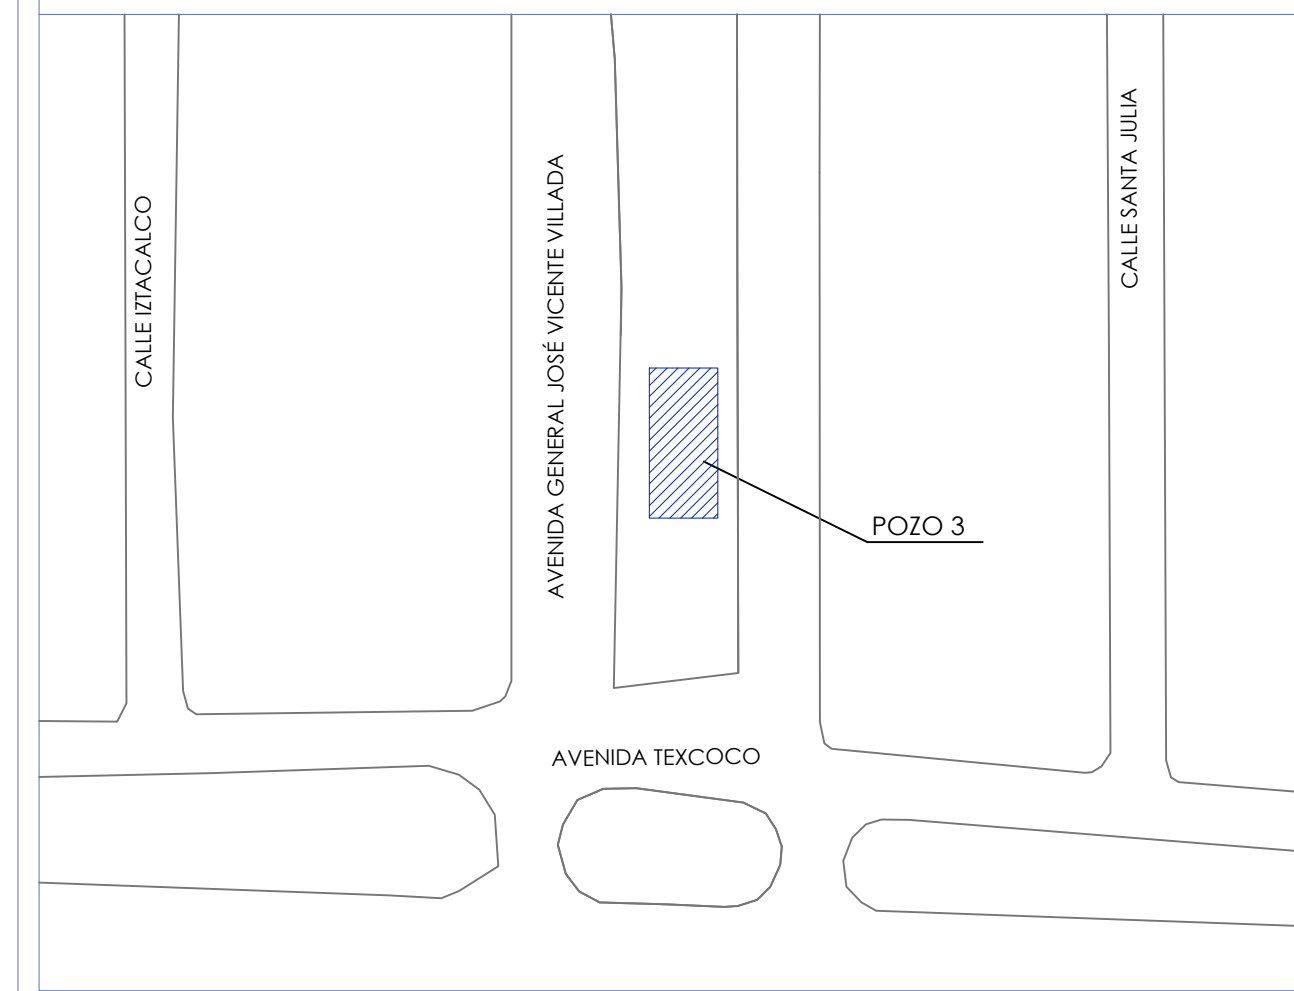 CALLE IZTACALCO
AVENIDA GENERAL JOSÉ VICENTE VILLADA
CALLE SANTA JULIA
POZO 3
AVENIDA TEXCOCO